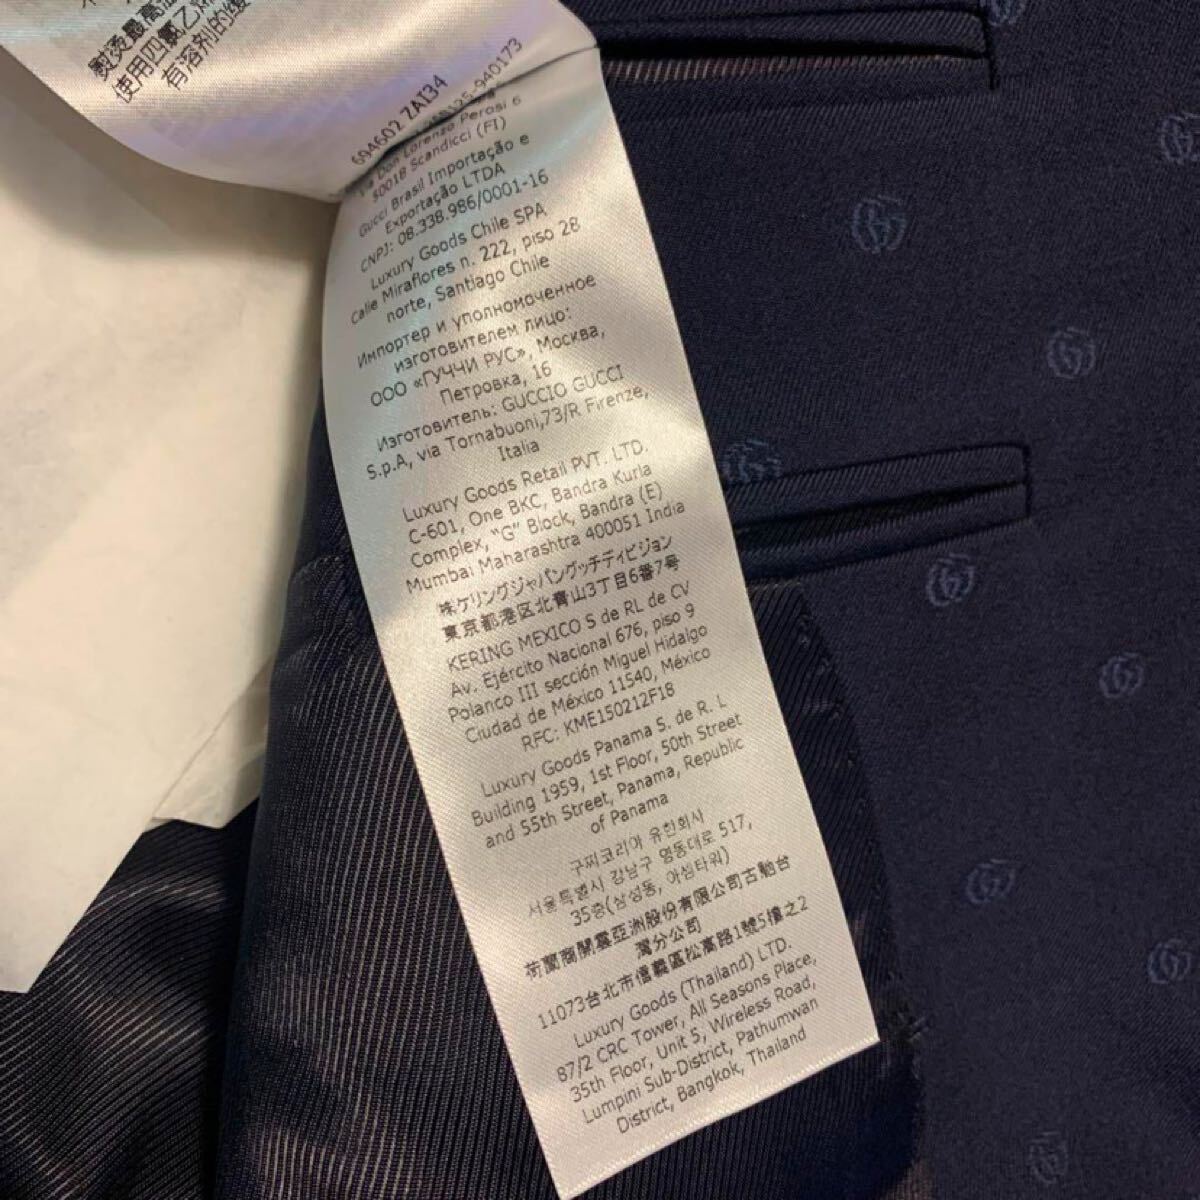 熨烫最高温
使用四氯乙烯
有溶剂的缓
694602 ZAI34
-940173
Via Don Lorenzo Perosi 6
50018 Scandicci (FI)
Gucci Brasil Importação e
Exportação LTDA
CNPJ: 08.338.986/0001-16
Luxury Goods Chile SPA
Calle Miraflores n. 222, piso 28
norte, Santiago Chile
Импортер и уполномоченное
изготовителем лицо:
ООО «ГУЧЧИ РУС», Москва,
Петровка, 16
Изготовитель: GUCCIO GUCCI
S.p.A, via Tornabuoni,73/R Firenze,
Italia
Luxury Goods Retail PVT. LTD.
C-601, One BKC, Bandra Kurla
Complex, "G" Block, Bandra (E)
Mumbai Maharashtra 400051 India
㈱ケリングジャパングッチディビジョン
東京都港区北青山3丁目6番7号
KERING MEXICO S de RL de CV
Av. Ejército Nacional 676, piso 9
Polanco III sección Miguel Hidalgo
Ciudad de México 11540, México
RFC: KME150212F18
Luxury Goods Panama S. de R. L
Building 1959, 1st Floor, 50th Street
and 55th Street, Panama, Republic
of Panama
구찌코리아 유한회사
서울특별시 강남구 영동대로 517,
35층(삼성동, 아셈타워)
荷蘭商開雲亞洲股份有限公司古馳台
灣分公司
11073台北市信義區松高路1號5樓之2
Luxury Goods (Thailand) LTD.
87/2 CRC Tower, All Seasons Place,
35th Floor, Unit 5, Wireless Road,
Lumpini Sub-District, Pathumwan
District, Bangkok, Thailand